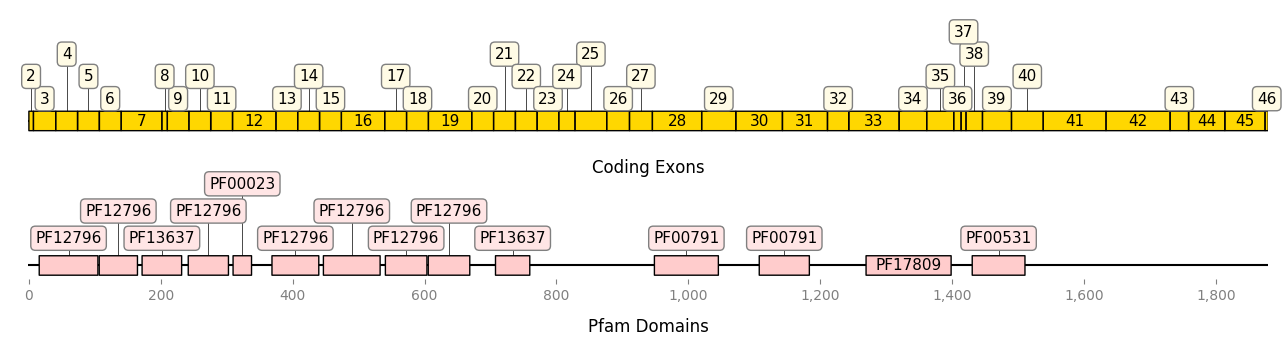 37
4 21 25 38
2 5 8 10 14 17 22 24 27 35 40
3 6 9 11 13 15 18 20 23 26 29 32 34 36 39 43 46
7 12 16 19 28 30 31 33 41 42 44 45
Coding Exons
PF00023
PF12796 PF12796 PF12796 PF12796
PF12796 PF13637 PF12796 PF12796 PF13637 PF00791 PF00791 PF00531
PF17809
0 200 400 600 800 1,000 1,200 1,400 1,600 1,800
Pfam Domains